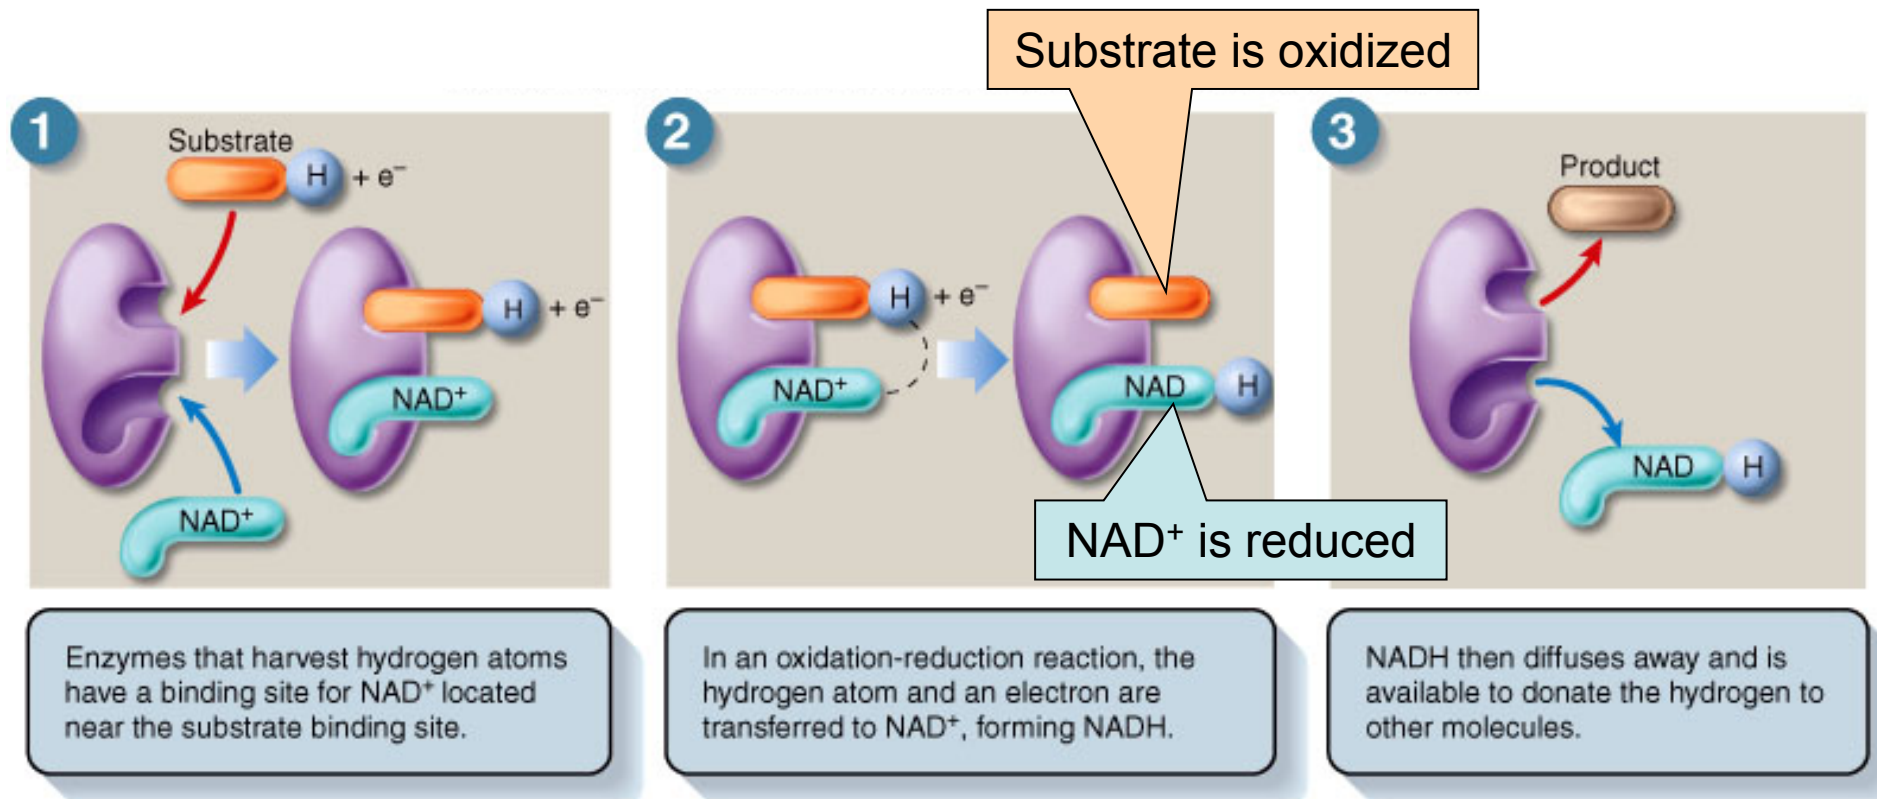 Substrate is oxidized
1
Substrate
H + e⁻
H + e⁻
NAD⁺
NAD⁺
Enzymes that harvest hydrogen atoms
have a binding site for NAD⁺ located
near the substrate binding site.
2
H + e⁻
NAD⁺
NAD H
NAD⁺ is reduced
In an oxidation-reduction reaction, the
hydrogen atom and an electron are
transferred to NAD⁺, forming NADH.
3
Product
NAD H
NADH then diffuses away and is
available to donate the hydrogen to
other molecules.